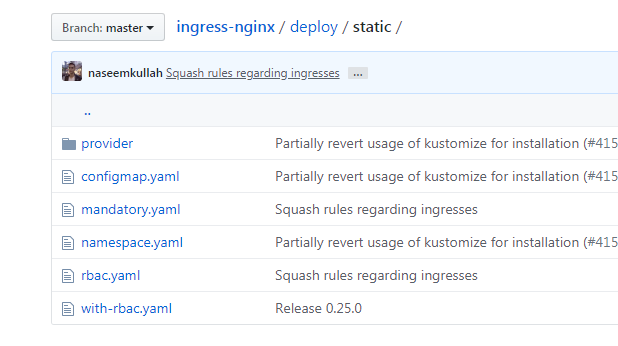 Branch: master ingress-nginx / deploy / static /
naseemkullah Squash rules regarding ingresses ...
..
provider Partially revert usage of kustomize for installation (#415
configmap.yaml Partially revert usage of kustomize for installation (#415
mandatory.yaml Squash rules regarding ingresses
namespace.yaml Partially revert usage of kustomize for installation (#415
rbac.yaml Squash rules regarding ingresses
with-rbac.yaml Release 0.25.0